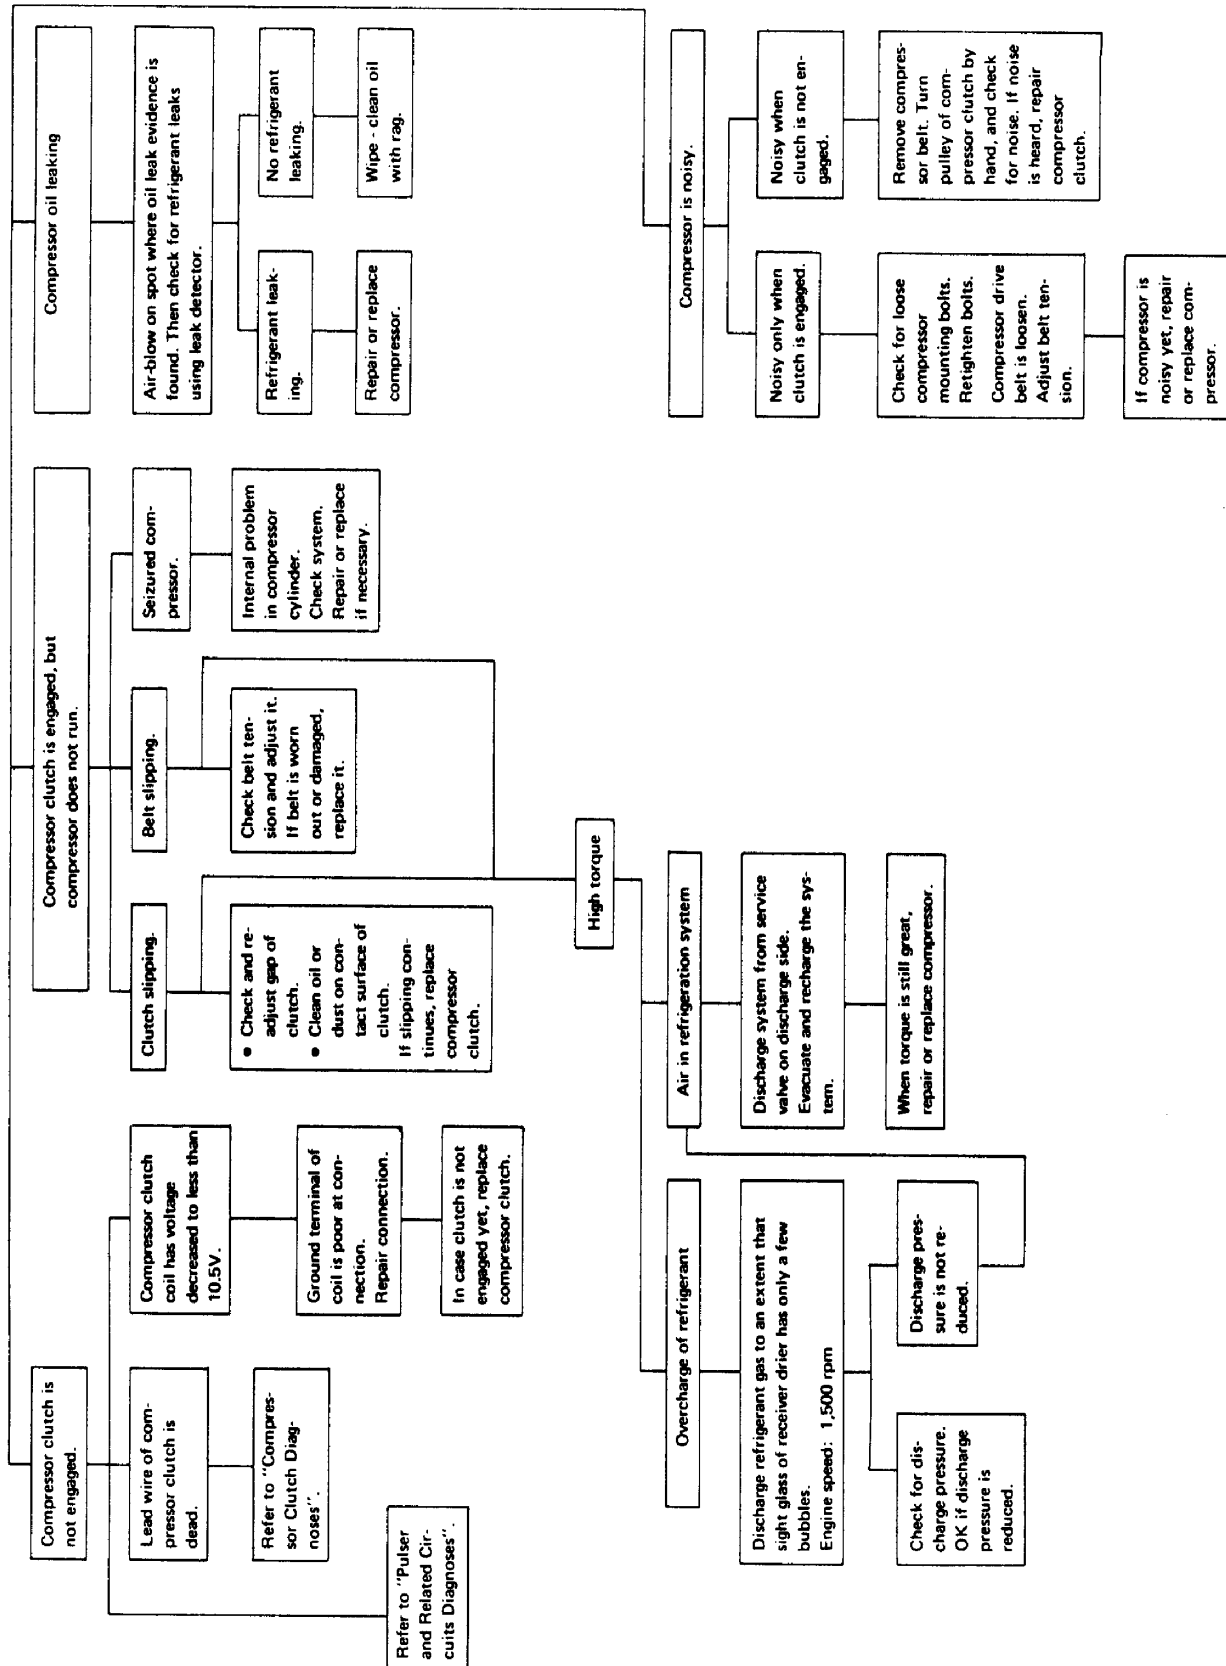 Compressor clutch is
not engaged.
Lead wire of com-
pressor clutch is
dead.
Refer to "Compres-
sor Clutch Diag-
noses".
Refer to "Pulser
and Related Cir-
cuits Diagnoses".
Compressor clutch
coil has voltage
decreased to less than
10.5V.
Ground terminal of
coil is poor at con-
nection.
Repair connection.
In case clutch is not
engaged yet, replace
compressor clutch.
Compressor clutch is engaged, but
compressor does not run.
Clutch slipping.
• Check and re-
adjust gap of
clutch.
• Clean oil or
dust on con-
tact surface of
clutch.
If slipping con-
tinues, replace
compressor
clutch.
Belt slipping.
Check belt ten-
sion and adjust it.
If belt is worn
out or damaged,
replace it.
Seizured com-
pressor.
Internal problem
in compressor
cylinder.
Check system.
Repair or replace
if necessary.
High torque
Overcharge of refrigerant
Discharge refrigerant gas to an extent that
sight glass of receiver drier has only a few
bubbles.
Engine speed: 1,500 rpm
Check for dis-
charge pressure.
OK if discharge
pressure is
reduced.
Discharge pres-
sure is not re-
duced.
Air in refrigeration system
Discharge system from service
valve on discharge side.
Evacuate and recharge the sys-
tem.
When torque is still great,
repair or replace compressor.
Compressor oil leaking
Air-blow on spot where oil leak evidence is
found. Then check for refrigerant leaks
using leak detector.
Refrigerant leak-
ing.
Repair or replace
compressor.
No refrigerant
leaking.
Wipe - clean oil
with rag.
Compressor is noisy.
Noisy only when
clutch is engaged.
Check for loose
compressor
mounting bolts.
Retighten bolts.
Compressor drive
belt is loosen.
Adjust belt ten-
sion.
If compressor is
noisy yet, repair
or replace com-
pressor.
Noisy when
clutch is not en-
gaged.
Remove compres-
sor belt. Turn
pulley of com-
pressor clutch by
hand, and check
for noise. If noise
is heard, repair
compressor
clutch.